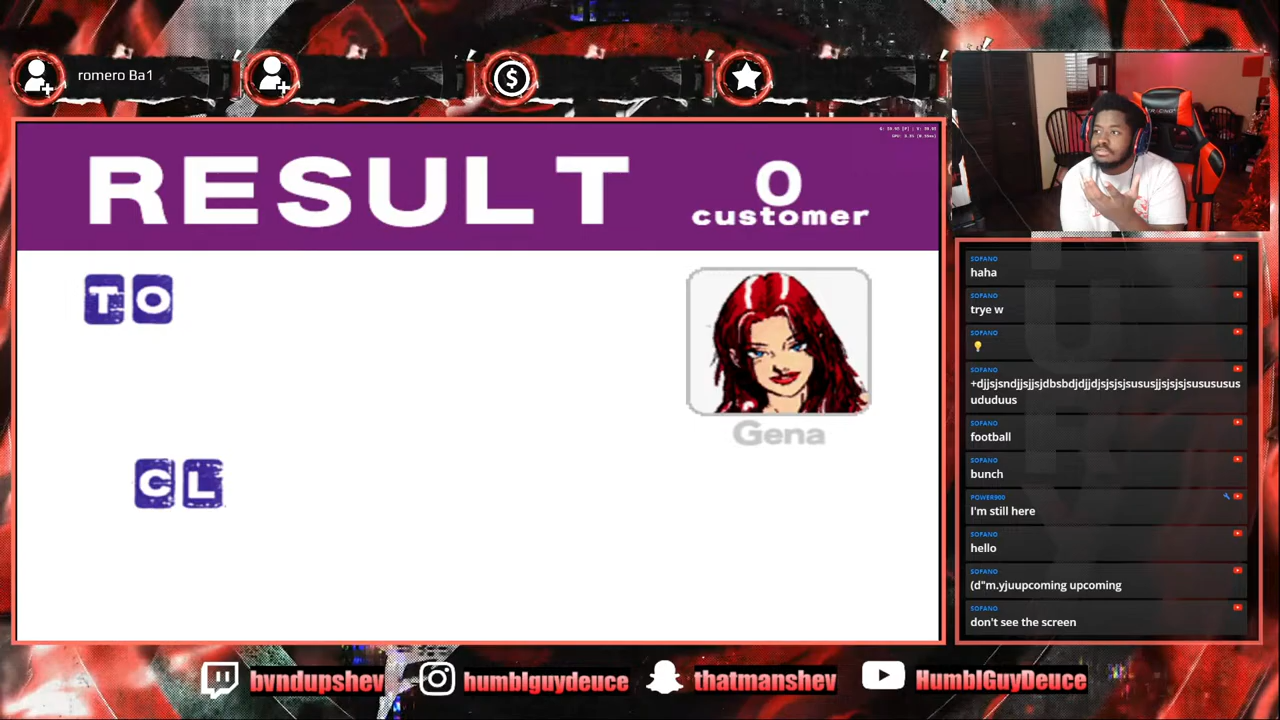 romero Ba1
RESULT
0
customer
TO
Gena
CL
SOFANO
haha
SOFANO
trye w
SOFANO
SOFANO
+djjsjsndjjsjjsjdbsbdjdjjdjsjsjsjsususjjsjsjsjsusususus
ududuus
SOFANO
football
SOFANO
bunch
POWER900
I'm still here
SOFANO
hello
SOFANO
(d"m.yjuupcoming upcoming
SOFANO
don't see the screen
bvndupshev
humblguydeuce
thatmanshev
HumblGuyDeuce